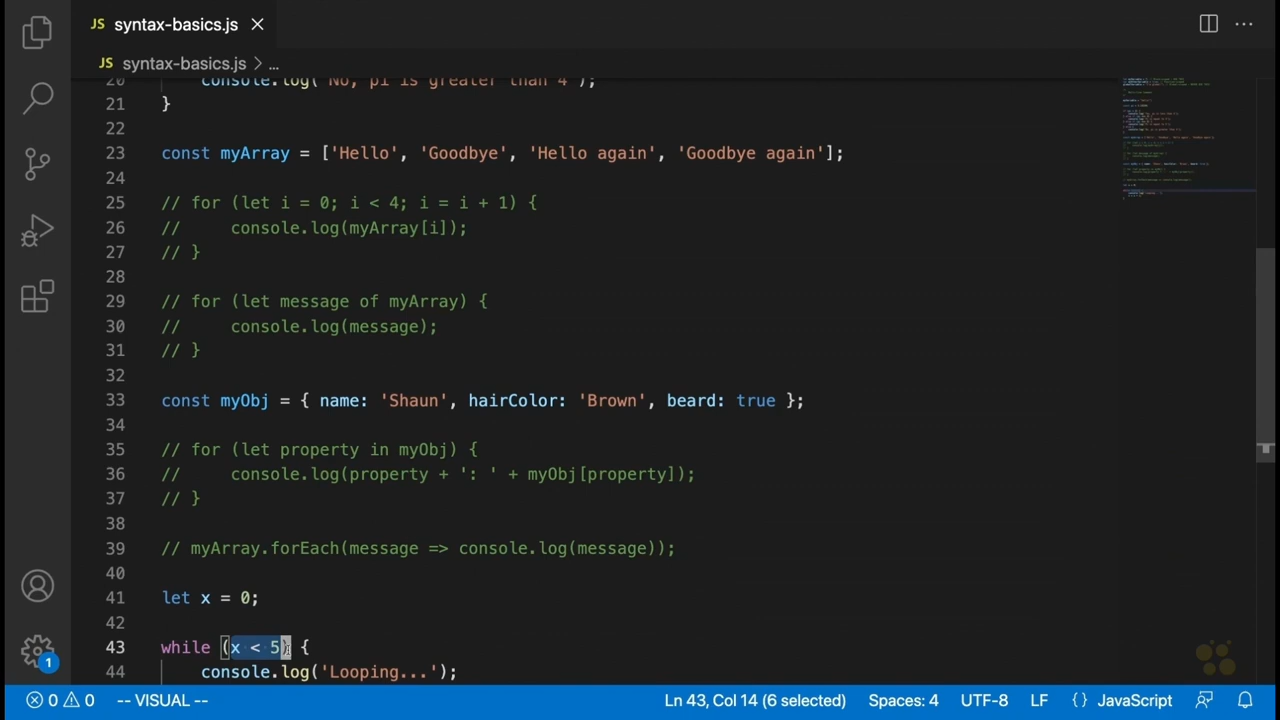 JS syntax-basics.js
JS syntax-basics.js > ...
20 console.log('No, pi is greater than 4');
21 }
22
23 const myArray = ['Hello', 'Goodbye', 'Hello again', 'Goodbye again'];
24
25 // for (let i = 0; i < 4; i = i + 1) {
26 //     console.log(myArray[i]);
27 // }
28
29 // for (let message of myArray) {
30 //     console.log(message);
31 // }
32
33 const myObj = { name: 'Shaun', hairColor: 'Brown', beard: true };
34
35 // for (let property in myObj) {
36 //     console.log(property + ': ' + myObj[property]);
37 // }
38
39 // myArray.forEach(message => console.log(message));
40
41 let x = 0;
42
43 while (x < 5) {
44     console.log('Looping...');
1
0 0 -- VISUAL -- Ln 43, Col 14 (6 selected) Spaces: 4 UTF-8 LF {} JavaScript